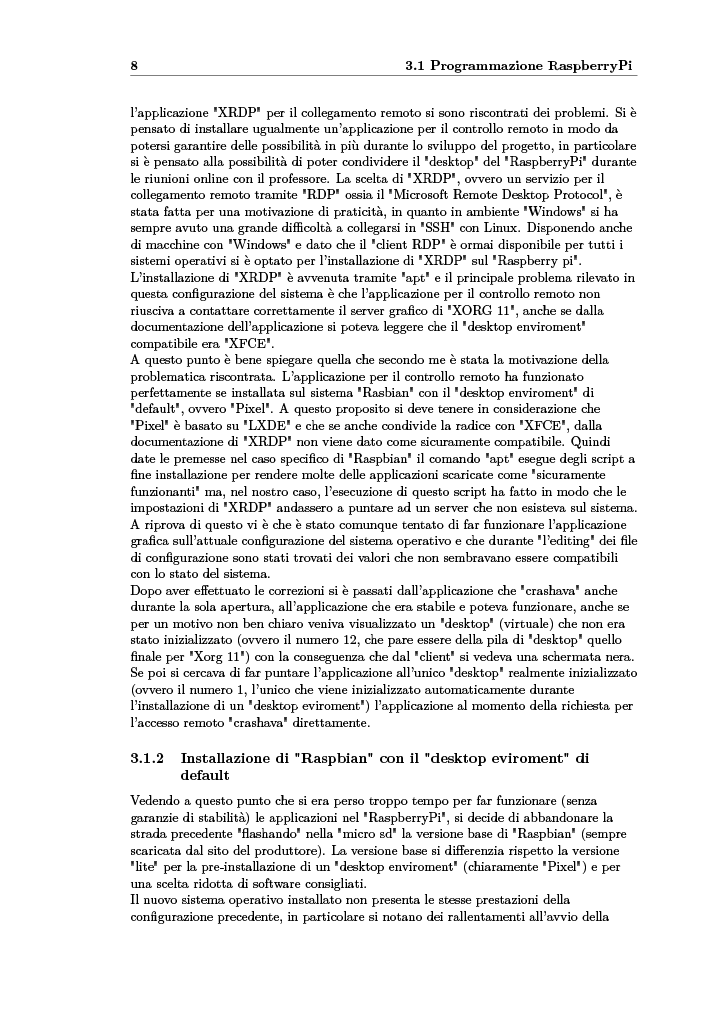 8 3.1 Programmazione RaspberryPi
l'applicazione "XRDP" per il collegamento remoto si sono riscontrati dei problemi. Si è
pensato di installare ugualmente un'applicazione per il controllo remoto in modo da
potersi garantire delle possibilità in più durante lo sviluppo del progetto, in particolare
si è pensato alla possibilità di poter condividere il "desktop" del "RaspberryPi" durante
le riunioni online con il professore. La scelta di "XRDP", ovvero un servizio per il
collegamento remoto tramite "RDP" ossia il "Microsoft Remote Desktop Protocol", è
stata fatta per una motivazione di praticità, in quanto in ambiente "Windows" si ha
sempre avuto una grande difficoltà a collegarsi in "SSH" con Linux. Disponendo anche
di macchine con "Windows" e dato che il "client RDP" è ormai disponibile per tutti i
sistemi operativi si è optato per l'installazione di "XRDP" sul "Raspberry pi".
L'installazione di "XRDP" è avvenuta tramite "apt" e il principale problema rilevato in
questa configurazione del sistema è che l'applicazione per il controllo remoto non
riusciva a contattare correttamente il server grafico di "XORG 11", anche se dalla
documentazione dell'applicazione si poteva leggere che il "desktop enviroment"
compatibile era "XFCE".
A questo punto è bene spiegare quella che secondo me è stata la motivazione della
problematica riscontrata. L'applicazione per il controllo remoto ha funzionato
perfettamente se installata sul sistema "Rasbian" con il "desktop enviroment" di
"default", ovvero "Pixel". A questo proposito si deve tenere in considerazione che
"Pixel" è basato su "LXDE" e che se anche condivide la radice con "XFCE", dalla
documentazione di "XRDP" non viene dato come sicuramente compatibile. Quindi
date le premesse nel caso specifico di "Raspbian" il comando "apt" esegue degli script a
fine installazione per rendere molte delle applicazioni scaricate come "sicuramente
funzionanti" ma, nel nostro caso, l'esecuzione di questo script ha fatto in modo che le
impostazioni di "XRDP" andassero a puntare ad un server che non esisteva sul sistema.
A riprova di questo vi è che è stato comunque tentato di far funzionare l'applicazione
grafica sull'attuale configurazione del sistema operativo e che durante "l'editing" dei file
di configurazione sono stati trovati dei valori che non sembravano essere compatibili
con lo stato del sistema.
Dopo aver effettuato le correzioni si è passati dall'applicazione che "crashava" anche
durante la sola apertura, all'applicazione che era stabile e poteva funzionare, anche se
per un motivo non ben chiaro veniva visualizzato un "desktop" (virtuale) che non era
stato inizializzato (ovvero il numero 12, che pare essere della pila di "desktop" quello
finale per "Xorg 11") con la conseguenza che dal "client" si vedeva una schermata nera.
Se poi si cercava di far puntare l'applicazione all'unico "desktop" realmente inizializzato
(ovvero il numero 1, l'unico che viene inizializzato automaticamente durante
l'installazione di un "desktop eviroment") l'applicazione al momento della richiesta per
l'accesso remoto "crashava" direttamente.
3.1.2 Installazione di "Raspbian" con il "desktop eviroment" di
default
Vedendo a questo punto che si era perso troppo tempo per far funzionare (senza
garanzie di stabilità) le applicazioni nel "RaspberryPi", si decide di abbandonare la
strada precedente "flashando" nella "micro sd" la versione base di "Raspbian" (sempre
scaricata dal sito del produttore). La versione base si differenzia rispetto la versione
"lite" per la pre-installazione di un "desktop enviroment" (chiaramente "Pixel") e per
una scelta ridotta di software consigliati.
Il nuovo sistema operativo installato non presenta le stesse prestazioni della
configurazione precedente, in particolare si notano dei rallentamenti all'avvio della